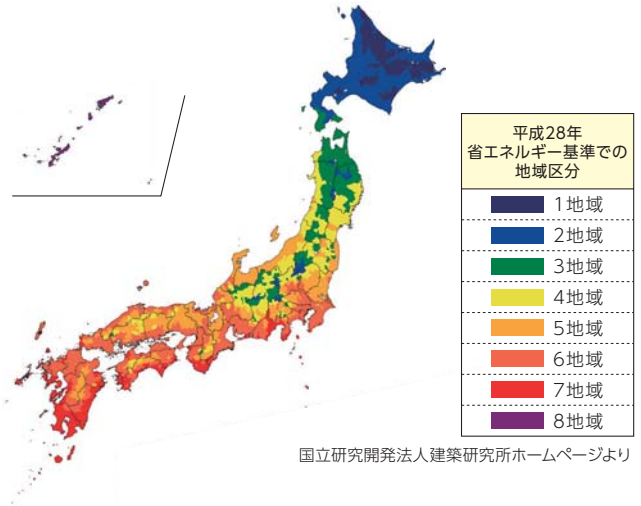 平成28年
省エネルギー基準での
地域区分
1地域
2地域
3地域
4地域
5地域
6地域
7地域
8地域
国立研究開発法人建築研究所ホームページより